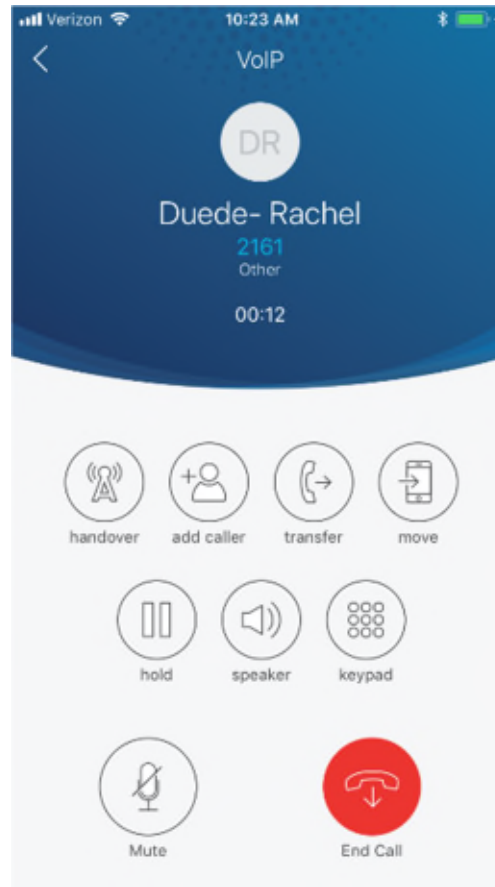 Verizon 10:23 AM
VoIP
DR
Duede- Rachel
2161
Other
00:12
handover add caller transfer move
hold speaker keypad
Mute End Call